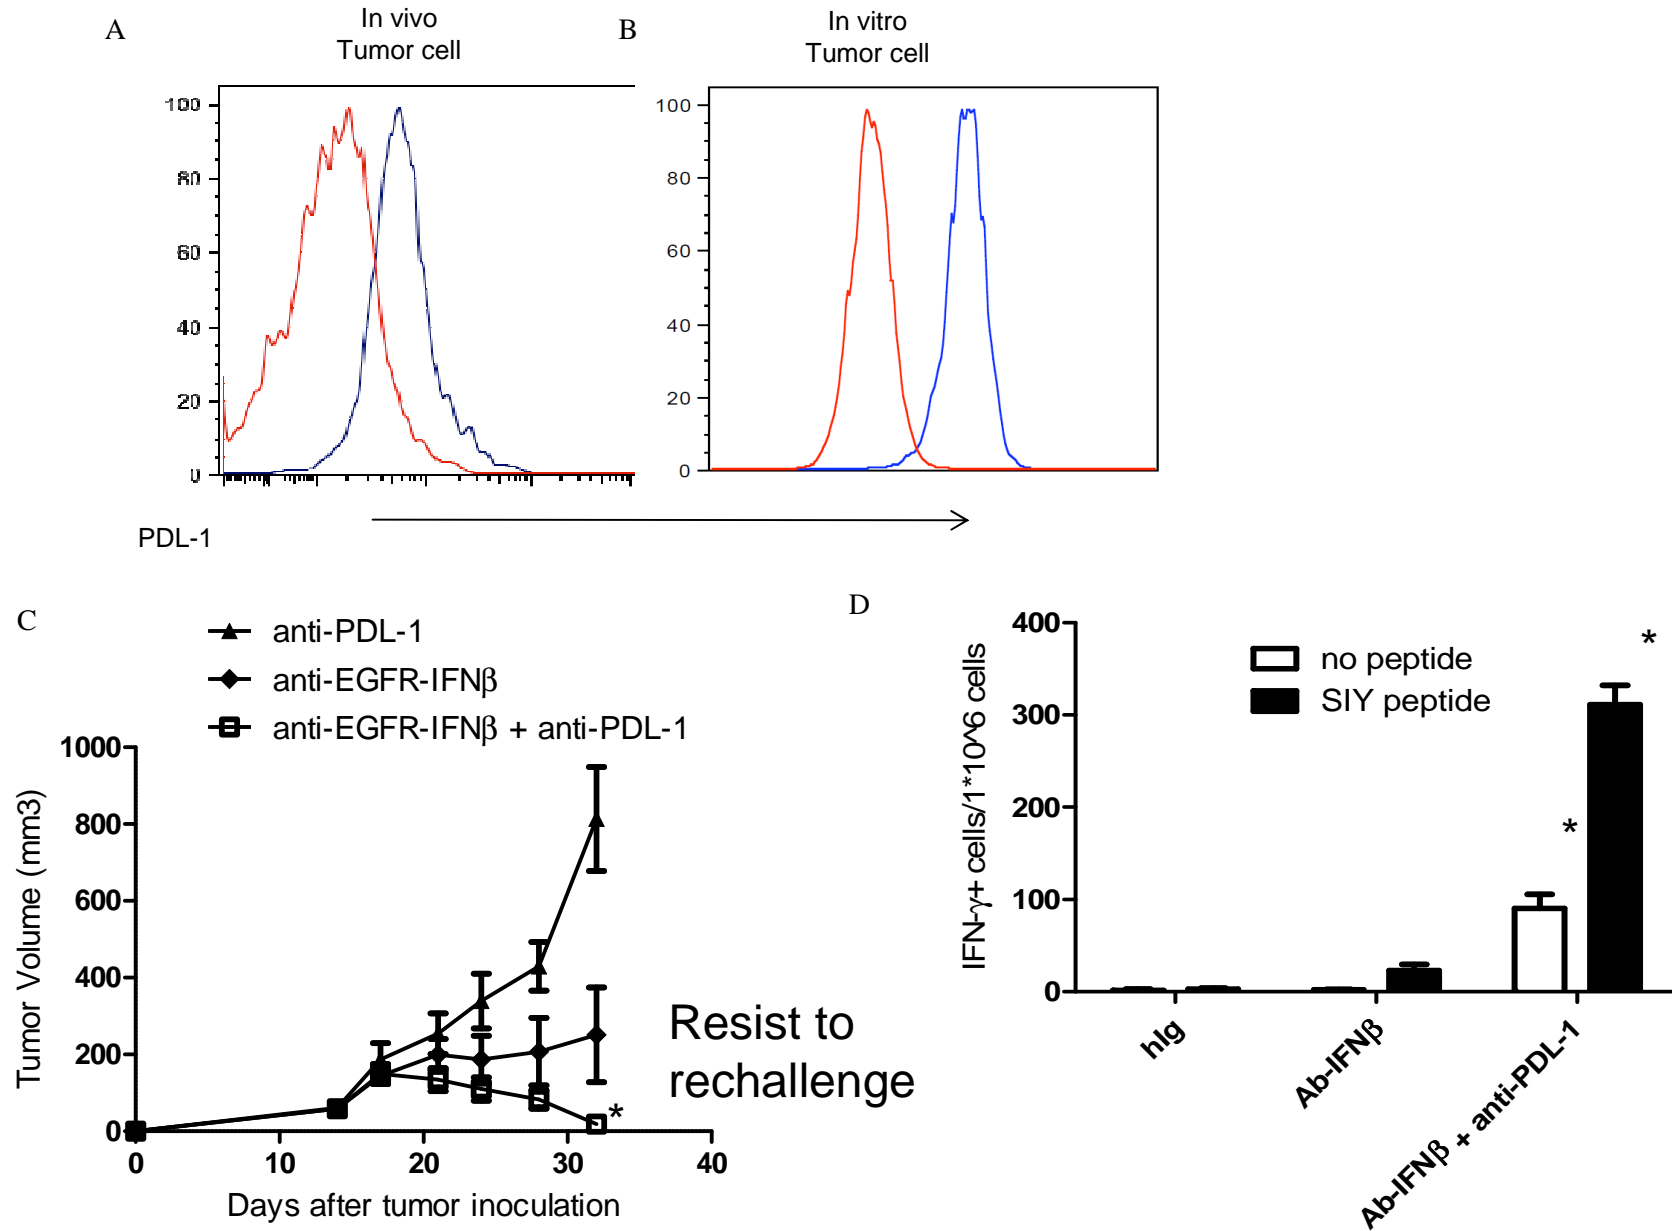 A
In vivo
Tumor cell
B
In vitro
Tumor cell
100
80
60
40
20
0
100
80
60
40
20
0
PDL-1
C
anti-PDL-1
anti-EGFR-IFNβ
anti-EGFR-IFNβ + anti-PDL-1
1000
800
600
400
200
0
Tumor Volume (mm3)
0 10 20 30 40
Days after tumor inoculation
*
Resist to
rechallenge
D
no peptide
SIY peptide
*
*
400
300
200
100
0
IFN-γ+ cells/1*10^6 cells
hIg
Ab-IFNβ
Ab-IFNβ + anti-PDL-1